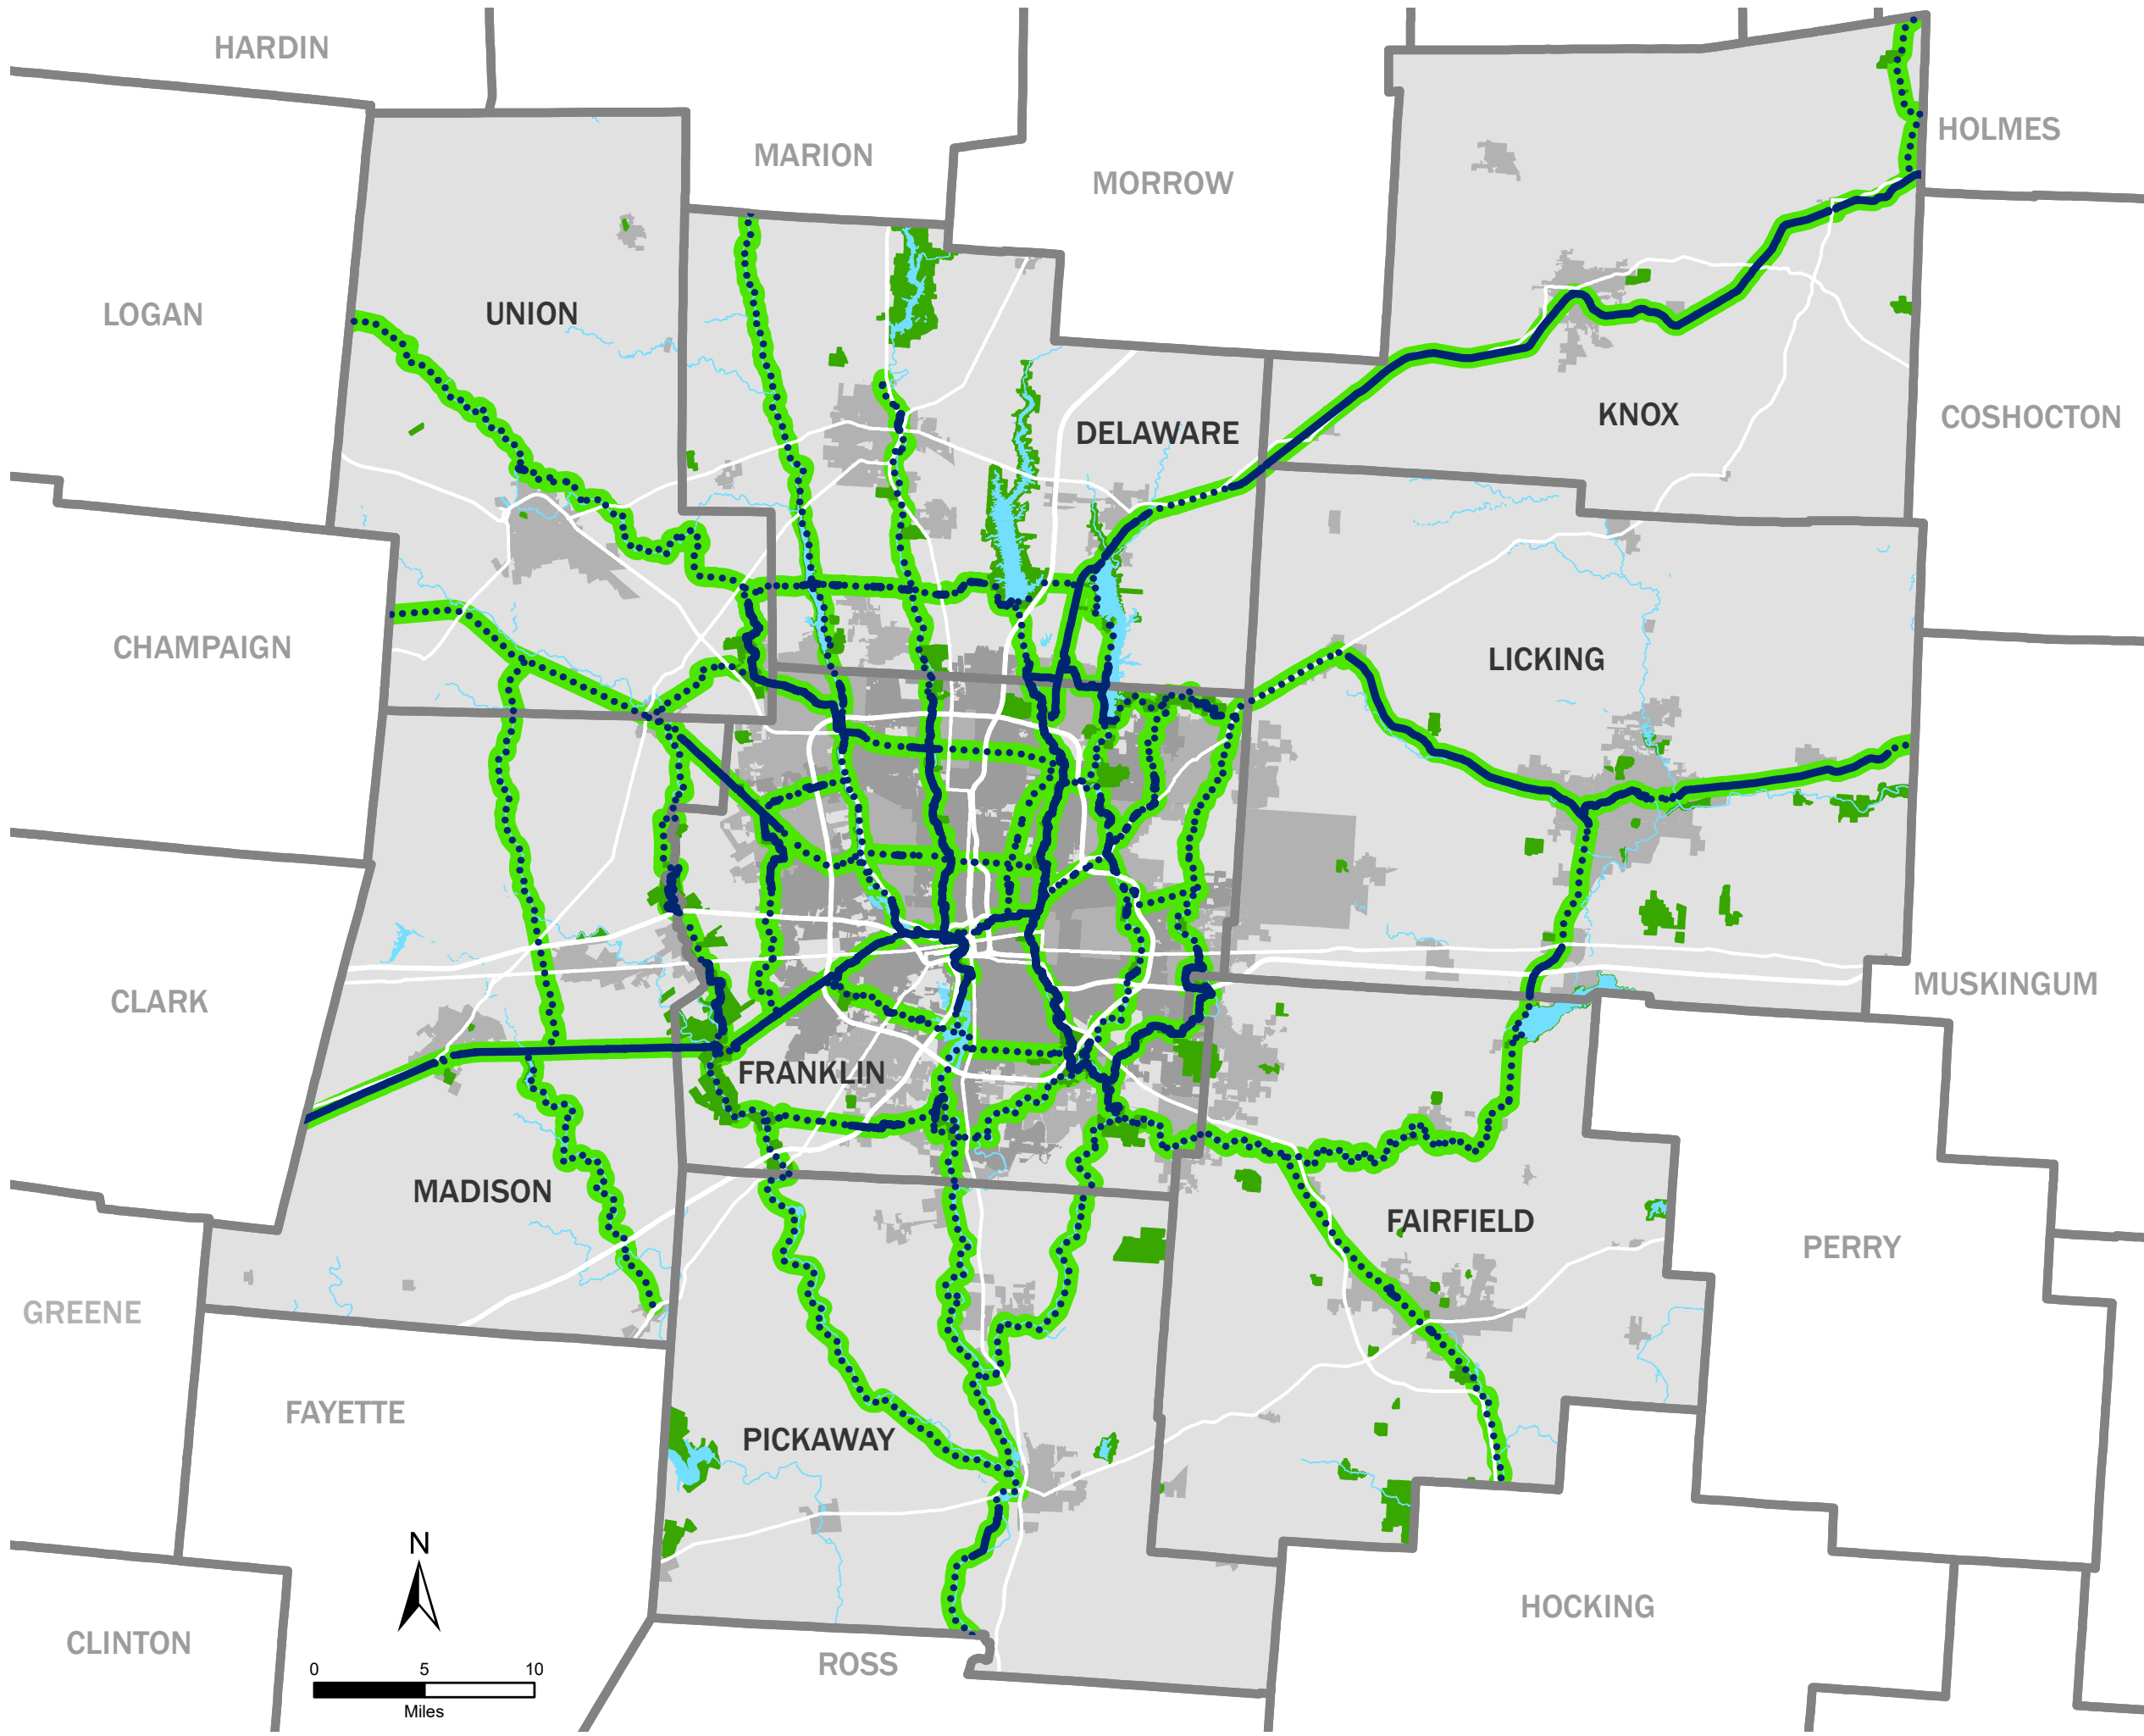 HARDIN
HOLMES
MARION
MORROW
LOGAN
UNION
KNOX
COSHOCTON
DELAWARE
CHAMPAIGN
LICKING
CLARK
MUSKINGUM
FRANKLIN
MADISON
FAIRFIELD
PERRY
GREENE
FAYETTE
PICKAWAY
N
HOCKING
CLINTON
ROSS
0 5 10
Miles